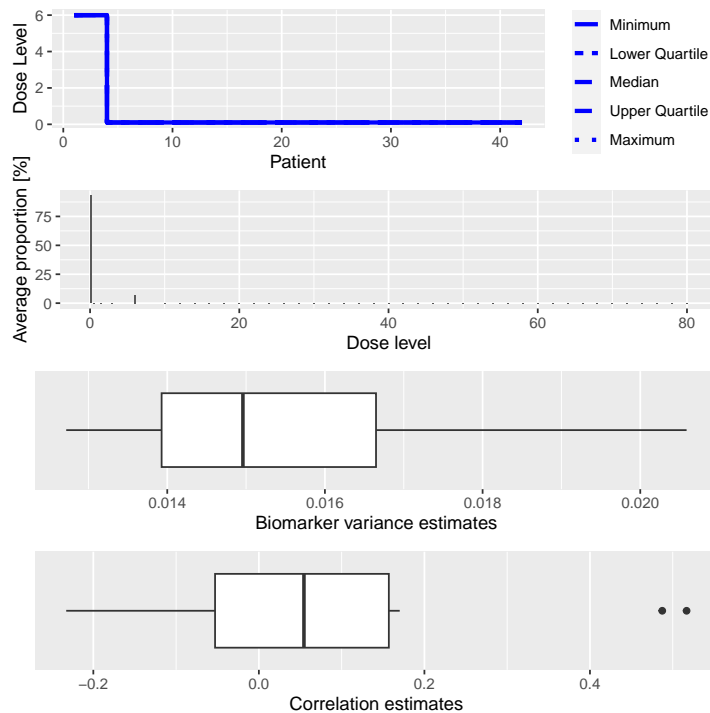 Dose Level
6
4
2
0
0 10 20 30 40
Patient
Minimum
Lower Quartile
Median
Upper Quartile
Maximum
Average proportion [%]
75
50
25
0
0 20 40 60 80
Dose level
0.014 0.016 0.018 0.020
Biomarker variance estimates
−0.2 0.0 0.2 0.4
Correlation estimates